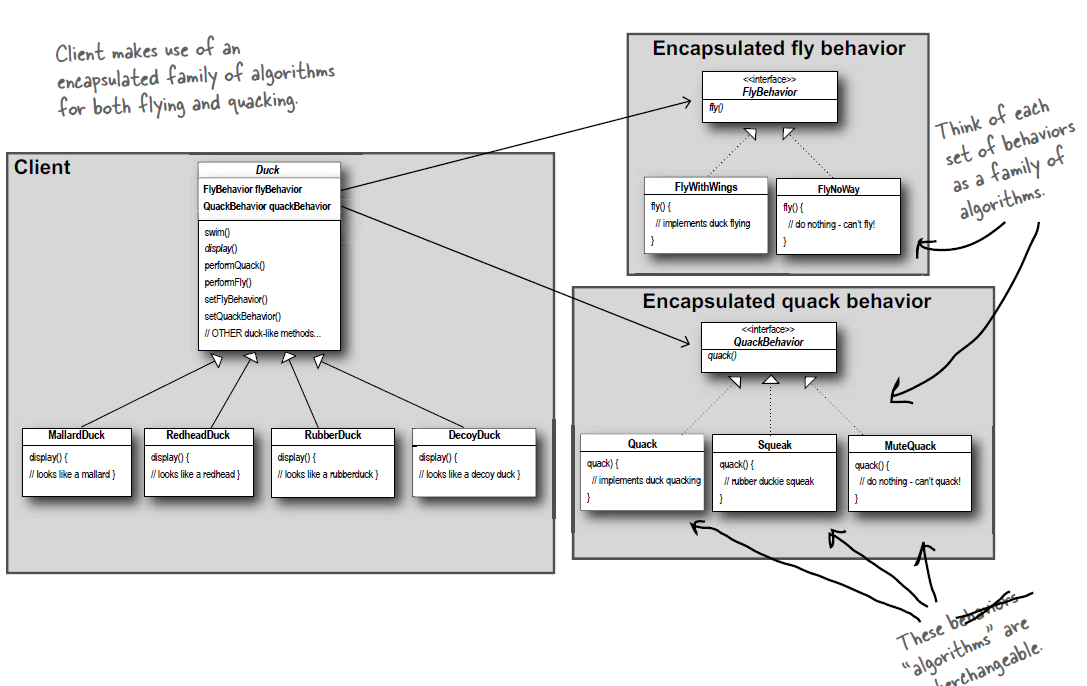 Client makes use of an
encapsulated family of algorithms
for both flying and quacking.
Client
Duck
FlyBehavior flyBehavior
QuackBehavior quackBehavior
swim()
display()
performQuack()
performFly()
setFlyBehavior()
setQuackBehavior()
// OTHER duck-like methods...
MallardDuck
display() {
// looks like a mallard }
RedheadDuck
display() {
// looks like a redhead }
RubberDuck
display() {
// looks like a rubberduck }
DecoyDuck
display() {
// looks like a decoy duck }
Encapsulated fly behavior
<<interface>>
FlyBehavior
fly()
FlyWithWings
fly() {
// implements duck flying
}
FlyNoWay
fly() {
// do nothing - can't fly!
}
Think of each
set of behaviors
as a family of
algorithms.
Encapsulated quack behavior
<<interface>>
QuackBehavior
quack()
Quack
quack) {
// implements duck quacking
}
Squeak
quack() {
// rubber duckie squeak
}
MuteQuack
quack() {
// do nothing - can't quack!
}
These behaviors
“algorithms” are